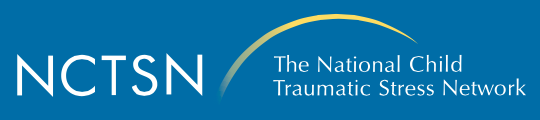 NCTSN
The National Child
Traumatic Stress Network